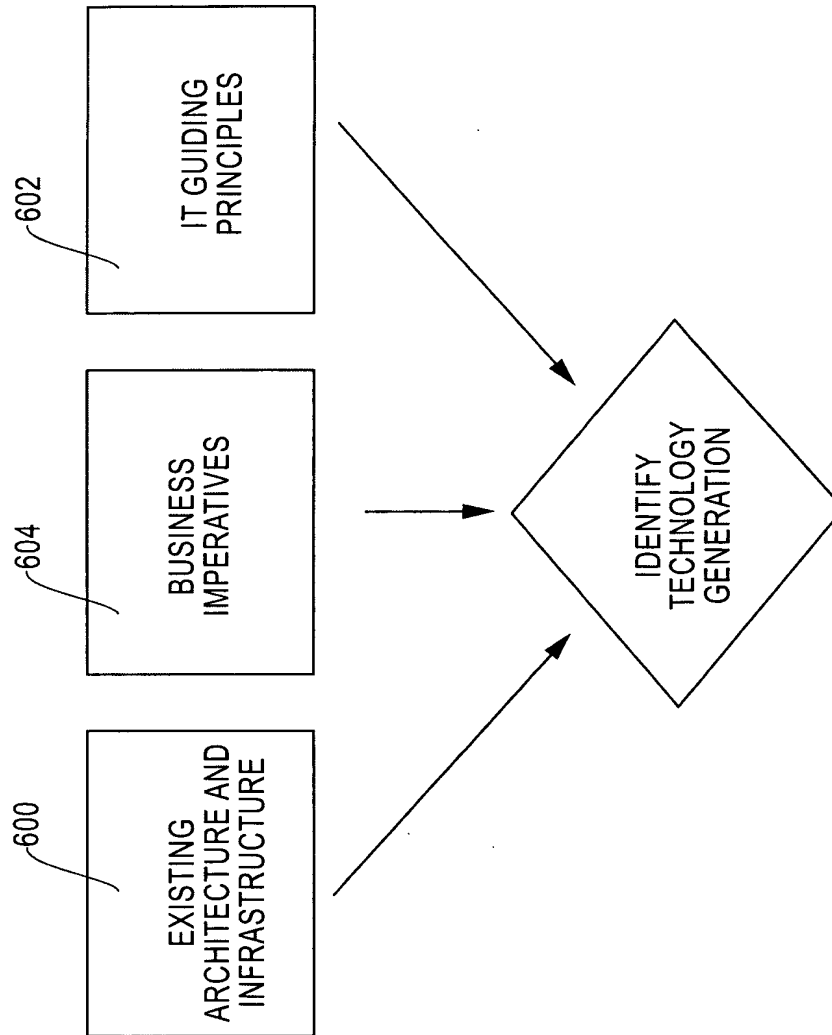 600
EXISTING
ARCHITECTURE AND
INFRASTRUCTURE
604
BUSINESS
IMPERATIVES
602
IT GUIDING
PRINCIPLES
IDENTIFY
TECHNOLOGY
GENERATION